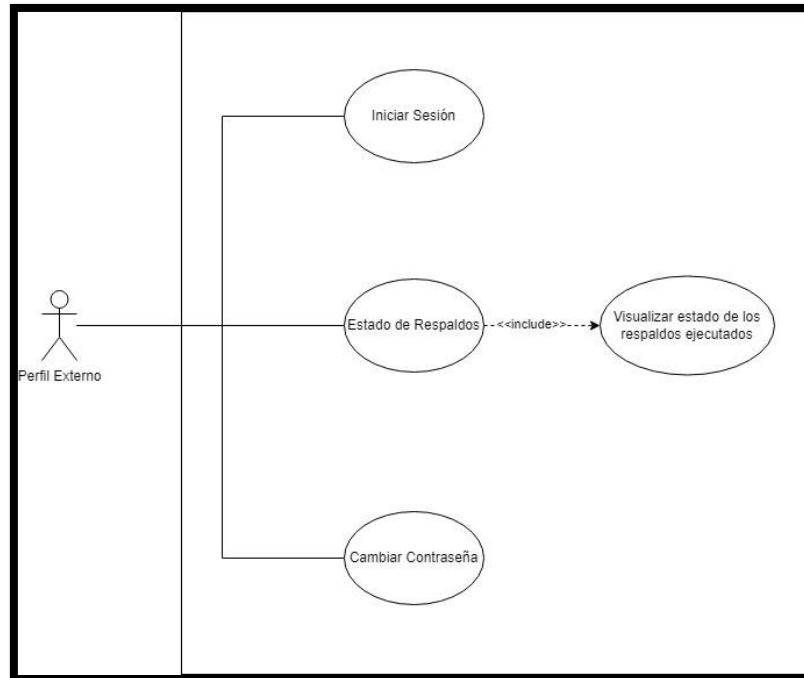 Iniciar Sesión
Estado de Respaldos
<<include>>
Visualizar estado de los
respaldos ejecutados
Perfil Externo
Cambiar Contraseña